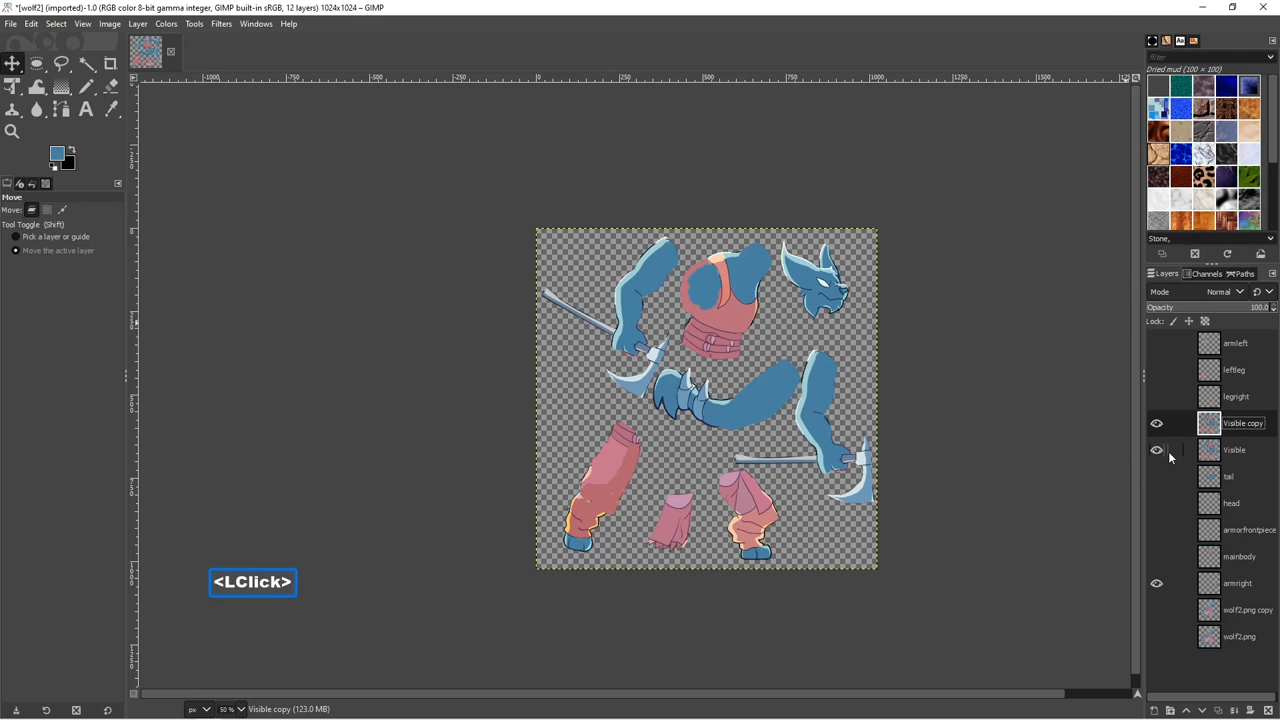 *[wolf2] (imported)-1.0 (RGB color 8-bit gamma integer, GIMP built-in sRGB, 12 layers) 1024x1024 – GIMP
File Edit Select View Image Layer Colors Tools Filters Windows Help
filter
Dried mud (100 × 100)
Move
Move:
Tool Toggle (Shift)
Pick a layer or guide
Move the active layer
Stone,
Layers Channels Paths
Mode Normal
Opacity 100.0
Lock:
armleft
leftleg
legright
Visible copy
Visible
tail
head
armorfrontpiece
mainbody
armright
wolf2.png copy
wolf2.png
<LClick>
px 50 % Visible copy (123.0 MB)